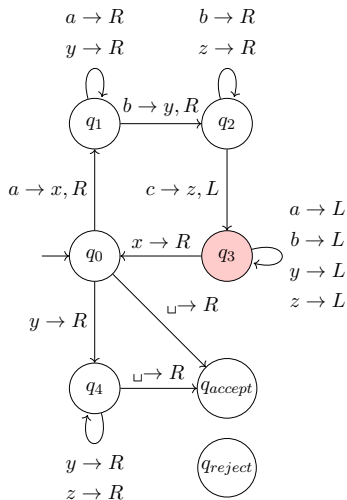 a → R
y → R
b → R
z → R
q1
b → y, R
q2
a → x, R
c → z, L
q0
x → R
q3
a → L
b → L
y → L
z → L
y → R
␣→ R
q4
␣→ R
qaccept
y → R
z → R
qreject